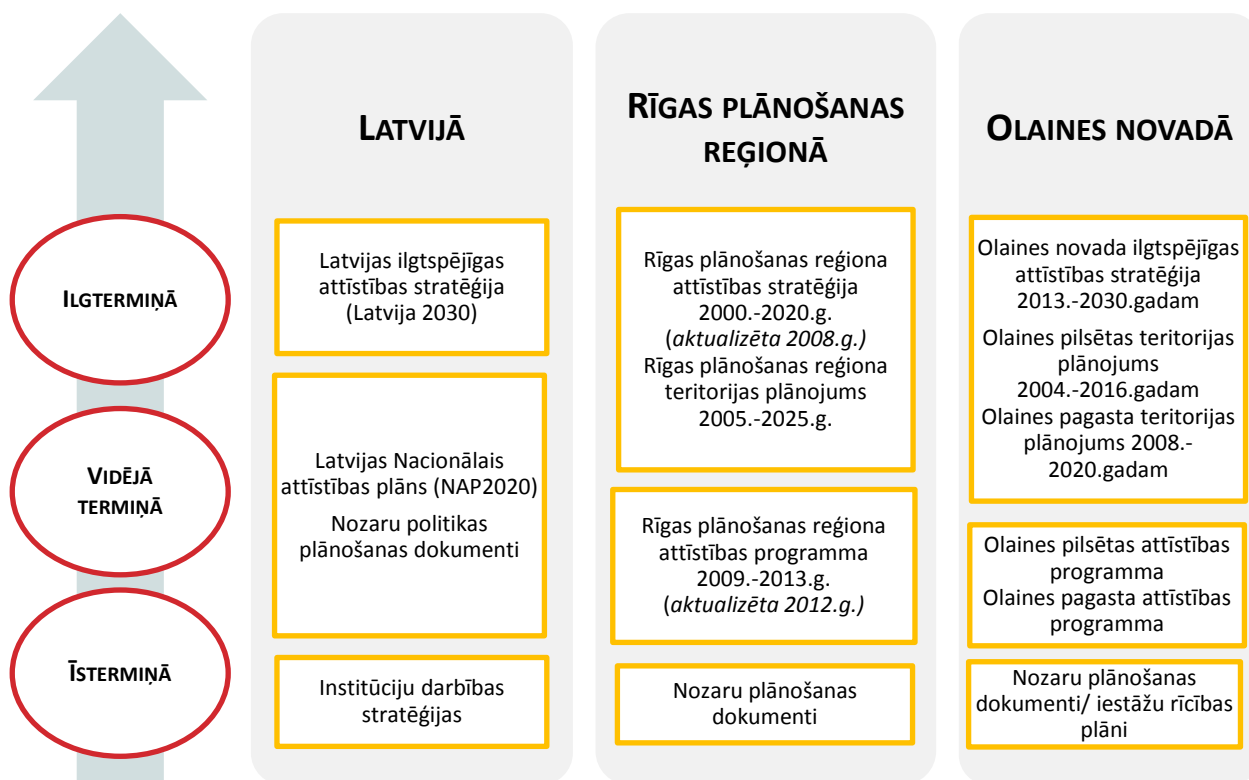 ILGTERMIŅĀ
VIDĒJĀ
TERMIŅĀ
ĪSTERMIŅĀ
LATVIJĀ
Latvijas ilgtspējīgas
attīstības stratēģija
(Latvija 2030)
Latvijas Nacionālais
attīstības plāns (NAP2020)
Nozaru politikas
plānošanas dokumenti
Institūciju darbības
stratēģijas
RĪGAS PLĀNOŠANAS
REĢIONĀ
Rīgas plānošanas reģiona
attīstības stratēģija
2000.-2020.g.
(aktualizēta 2008.g.)
Rīgas plānošanas reģiona
teritorijas plānojums
2005.-2025.g.
Rīgas plānošanas reģiona
attīstības programma
2009.-2013.g.
(aktualizēta 2012.g.)
Nozaru plānošanas
dokumenti
OLAINES NOVADĀ
Olaines novada ilgtspējīgas
attīstības stratēģija
2013.-2030.gadam
Olaines pilsētas teritorijas
plānojums
2004.-2016.gadam
Olaines pagasta teritorijas
plānojums 2008.-
2020.gadam
Olaines pilsētas attīstības
programma
Olaines pagasta attīstības
programma
Nozaru plānošanas
dokumenti/ iestāžu rīcības
plāni